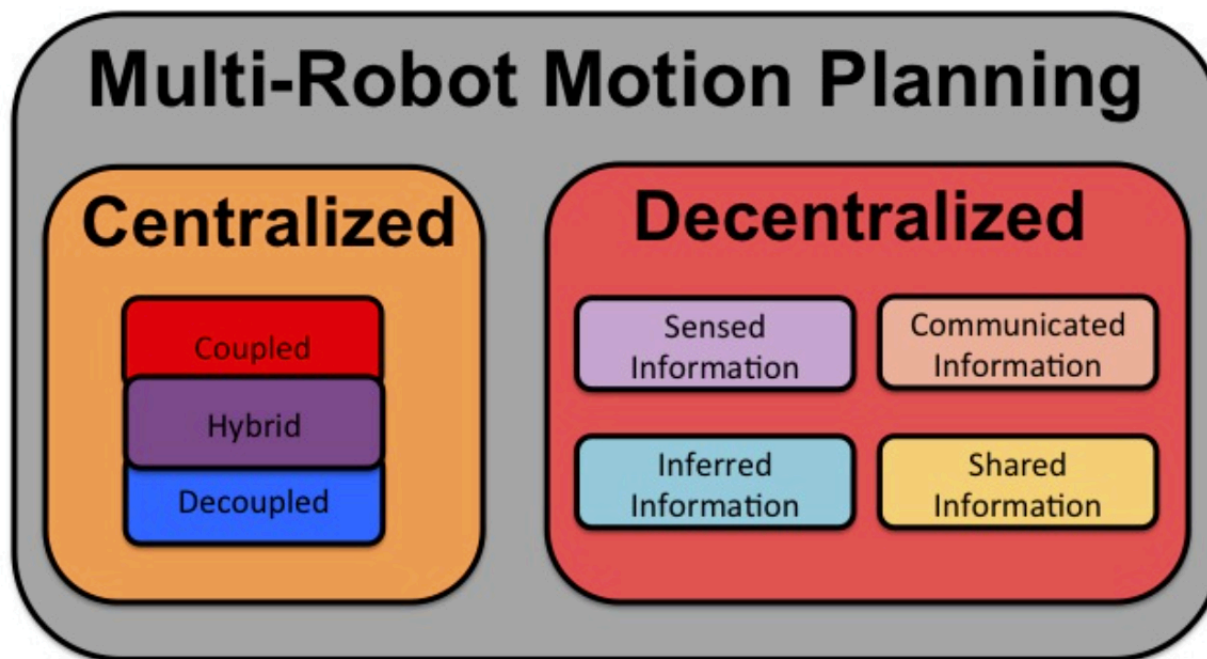 Multi-Robot Motion Planning
Centralized
Coupled
Hybrid
Decoupled
Decentralized
Sensed
Information
Communicated
Information
Inferred
Information
Shared
Information